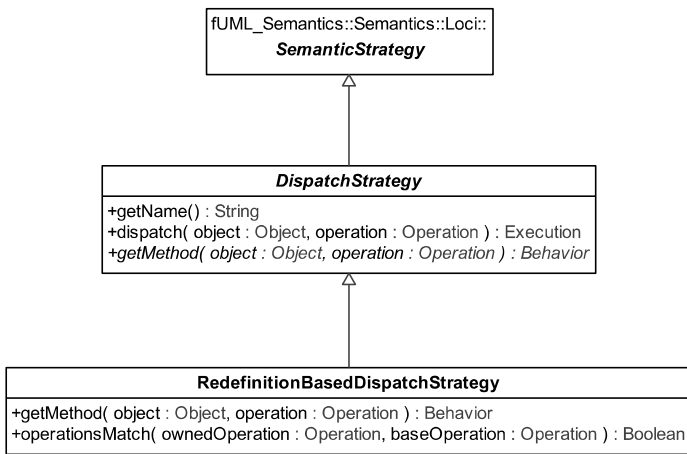 fUML_Semantics::Semantics::Loci::
SemanticStrategy
DispatchStrategy
+getName() : String
+dispatch( object : Object, operation : Operation ) : Execution
+getMethod( object : Object, operation : Operation ) : Behavior
RedefinitionBasedDispatchStrategy
+getMethod( object : Object, operation : Operation ) : Behavior
+operationsMatch( ownedOperation : Operation, baseOperation : Operation ) : Boolean